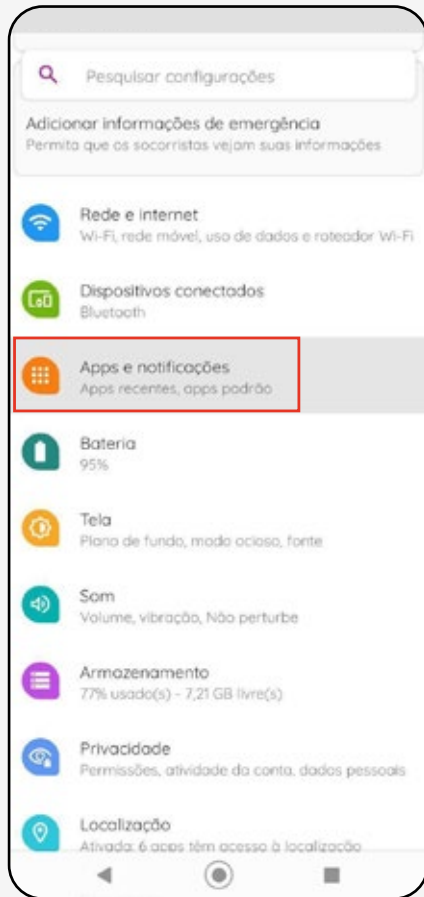 Pesquisar configurações
Adicionar informações de emergência
Permita que os socorristas vejam suas informações
Rede e internet
Wi-Fi, rede móvel, uso de dados e roteador Wi-Fi
Dispositivos conectados
Bluetooth
Apps e notificações
Apps recentes, apps padrão
Bateria
95%
Tela
Plano de fundo, modo ocioso, fonte
Som
Volume, vibração, Não perturbe
Armazenamento
77% usado(s) - 7,21 GB livre(s)
Privacidade
Permissões, atividade da conta, dados pessoais
Localização
Ativada: 6 apps têm acesso à localização